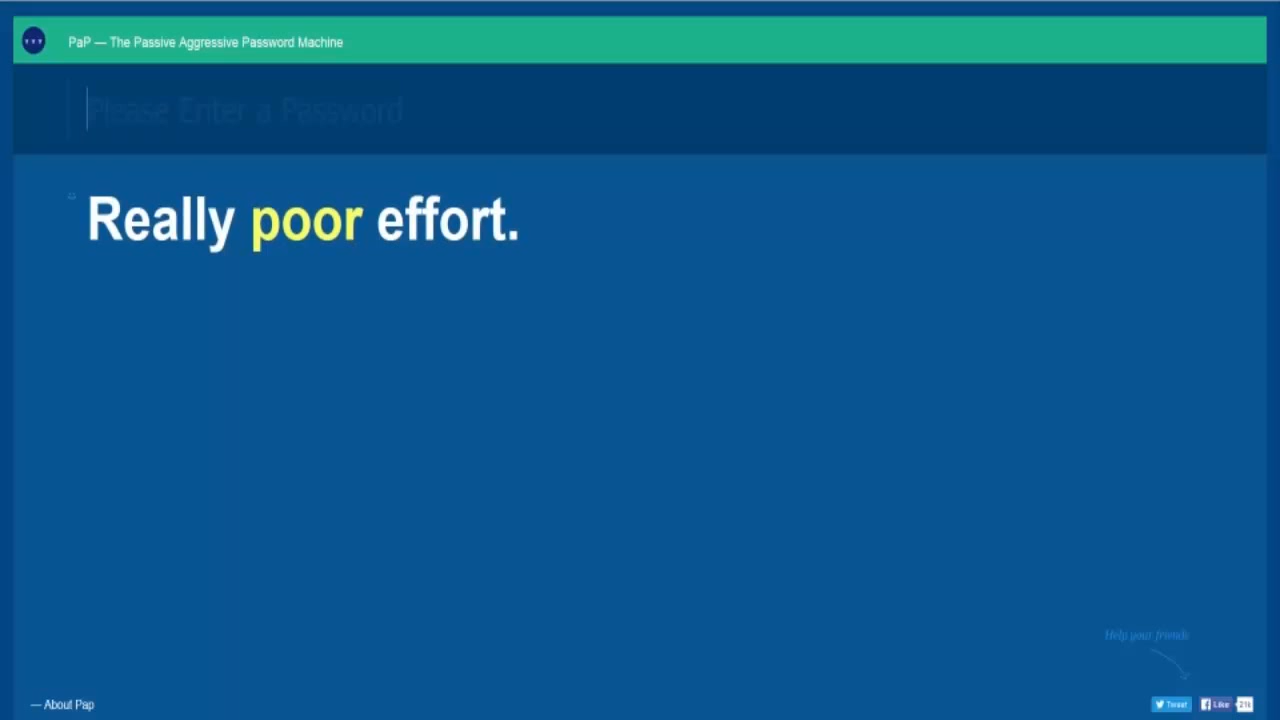 PaP — The Passive Aggressive Password Machine
Please Enter a Password
Really poor effort.
Help your friends
— About Pap
Tweet
Like
21k